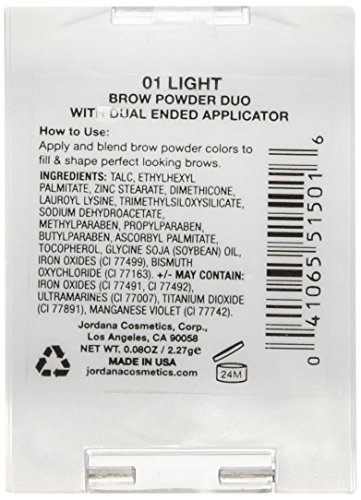 01 LIGHT
BROW POWDER DUO
WITH DUAL ENDED APPLICATOR
How to Use:
Apply and blend brow powder colors to
fill & shape perfect looking brows.
INGREDIENTS: TALC, ETHYLHEXYL
PALMITATE, ZINC STEARATE, DIMETHICONE,
LAUROYL LYSINE, TRIMETHYLSILOXYSILICATE,
SODIUM DEHYDROACETATE,
METHYLPARABEN, PROPYLPARABEN,
BUTYLPARABEN, ASCORBYL PALMITATE,
TOCOPHEROL, GLYCINE SOJA (SOYBEAN) OIL,
IRON OXIDES (CI 77499), BISMUTH
OXYCHLORIDE (CI 77163). +/- MAY CONTAIN:
IRON OXIDES (CI 77491, CI 77492),
ULTRAMARINES (CI 77007), TITANIUM DIOXIDE
(CI 77891), MANGANESE VIOLET (CI 77742).
Jordana Cosmetics, Corp.,
Los Angeles, CA 90058
NET WT. 0.08OZ / 2.27g
MADE IN USA
jordanacosmetics.com
24M
0 41065 51501 6